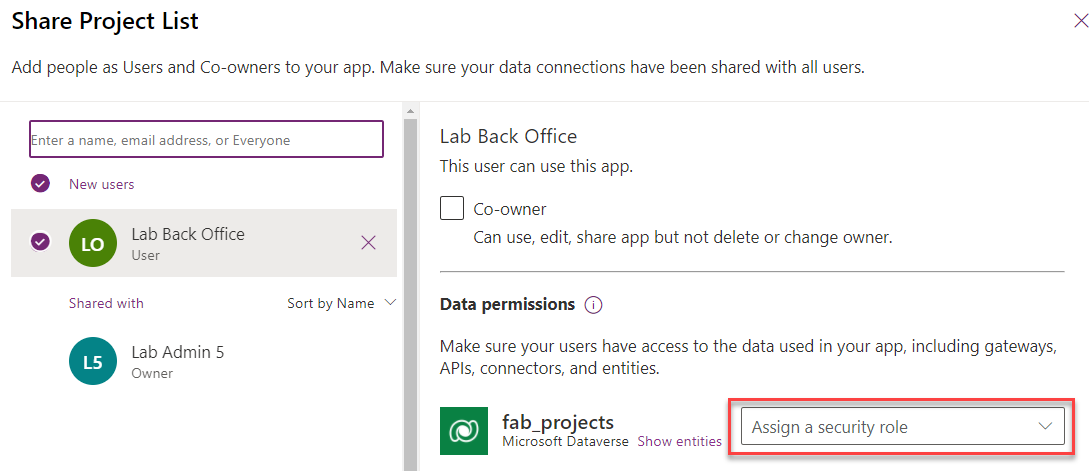 Share Project List
Add people as Users and Co-owners to your app. Make sure your data connections have been shared with all users.
Enter a name, email address, or Everyone
New users
LO
Lab Back Office
User
Shared with
Sort by Name
L5
Lab Admin 5
Owner
Lab Back Office
This user can use this app.
Co-owner
Can use, edit, share app but not delete or change owner.
Data permissions
Make sure your users have access to the data used in your app, including gateways,
APIs, connectors, and entities.
fab_projects
Microsoft Dataverse Show entities
Assign a security role